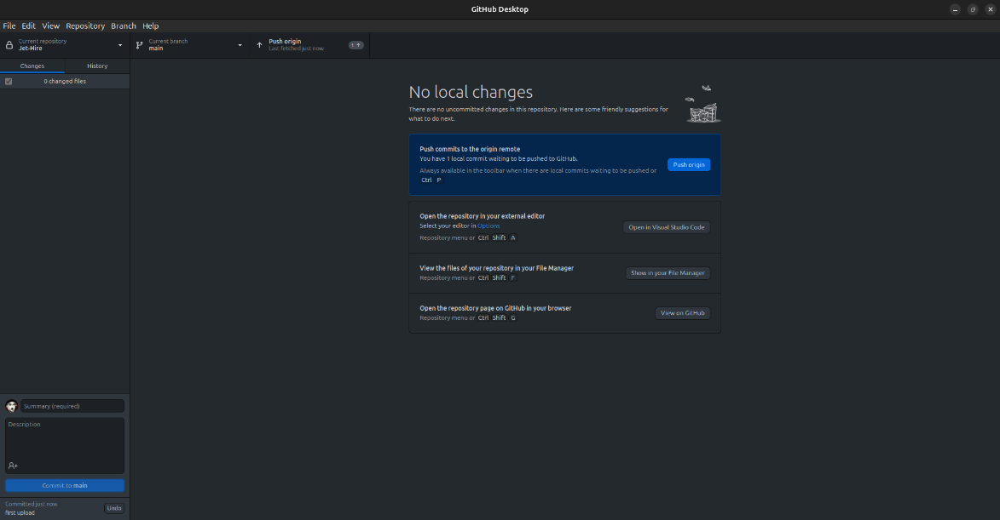 GitHub Desktop
File Edit View Repository Branch Help
Current repository
Jet-Hire
Current branch
main
Push origin
Last fetched just now
1
Changes
History
0 changed files
No local changes
There are no uncommitted changes in this repository. Here are some friendly suggestions for
what to do next.
Push commits to the origin remote
You have 1 local commit waiting to be pushed to GitHub.
Always available in the toolbar when there are local commits waiting to be pushed or
Ctrl P
Push origin
Open the repository in your external editor
Select your editor in Options
Repository menu or Ctrl Shift A
Open in Visual Studio Code
View the files of your repository in your File Manager
Repository menu or Ctrl Shift F
Show in your File Manager
Open the repository page on GitHub in your browser
Repository menu or Ctrl Shift G
View on GitHub
Summary (required)
Description
Commit to main
Committed just now
first upload
Undo